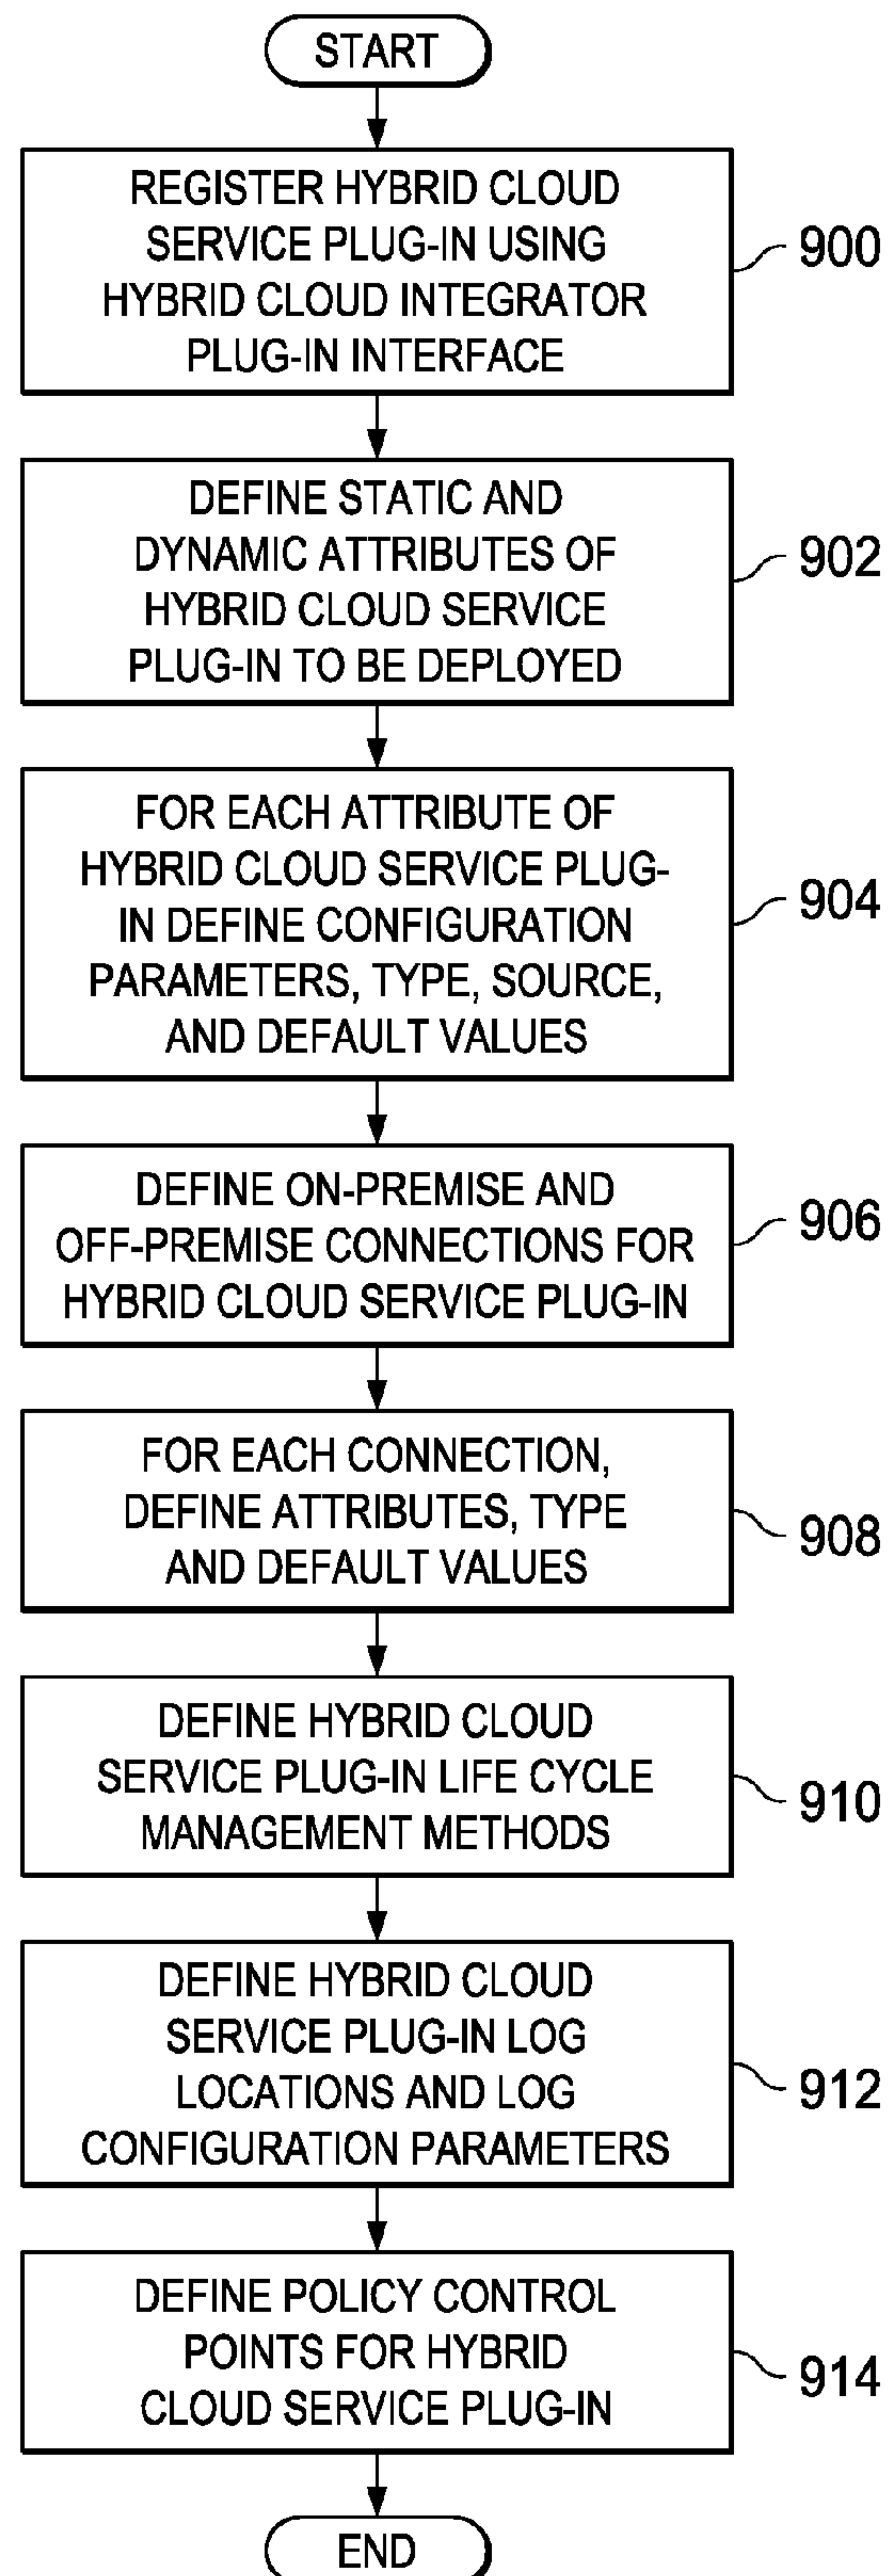 START
REGISTER HYBRID CLOUD
SERVICE PLUG-IN USING
HYBRID CLOUD INTEGRATOR
PLUG-IN INTERFACE
900
DEFINE STATIC AND
DYNAMIC ATTRIBUTES OF
HYBRID CLOUD SERVICE
PLUG-IN TO BE DEPLOYED
902
FOR EACH ATTRIBUTE OF
HYBRID CLOUD SERVICE PLUG-
IN DEFINE CONFIGURATION
PARAMETERS, TYPE, SOURCE,
AND DEFAULT VALUES
904
DEFINE ON-PREMISE AND
OFF-PREMISE CONNECTIONS FOR
HYBRID CLOUD SERVICE PLUG-IN
906
FOR EACH CONNECTION,
DEFINE ATTRIBUTES, TYPE
AND DEFAULT VALUES
908
DEFINE HYBRID CLOUD
SERVICE PLUG-IN LIFE CYCLE
MANAGEMENT METHODS
910
DEFINE HYBRID CLOUD
SERVICE PLUG-IN LOG
LOCATIONS AND LOG
CONFIGURATION PARAMETERS
912
DEFINE POLICY CONTROL
POINTS FOR HYBRID
CLOUD SERVICE PLUG-IN
914
END